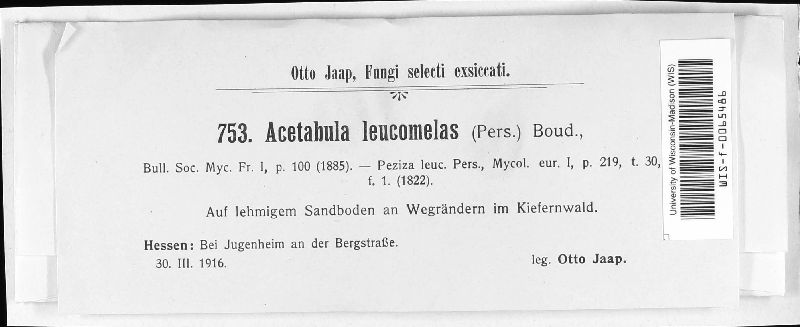 Otto Jaap, Fungi selecti exsiccati.
753. Acetabula leucomelas (Pers.) Boud.,
Bull. Soc. Myc. Fr. I, p. 100 (1885). — Peziza leuc. Pers., Mycol. eur. I, p. 219, t. 30,
f. 1. (1822).
Auf lehmigem Sandboden an Wegrändern im Kiefernwald.
Hessen: Bei Jugenheim an der Bergstraße.
30. III. 1916. leg. Otto Jaap.
University of Wisconsin-Madison (WIS)
WIS-f-0065486